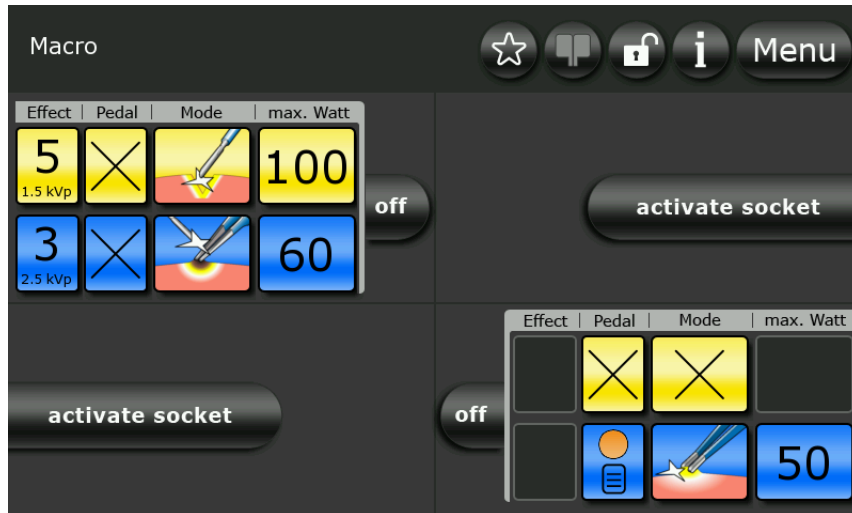 Macro
i
Menu
Effect | Pedal | Mode | max. Watt
5
1.5 kVp
100
off
activate socket
3
2.5 kVp
60
Effect | Pedal | Mode | max. Watt
activate socket
off
50